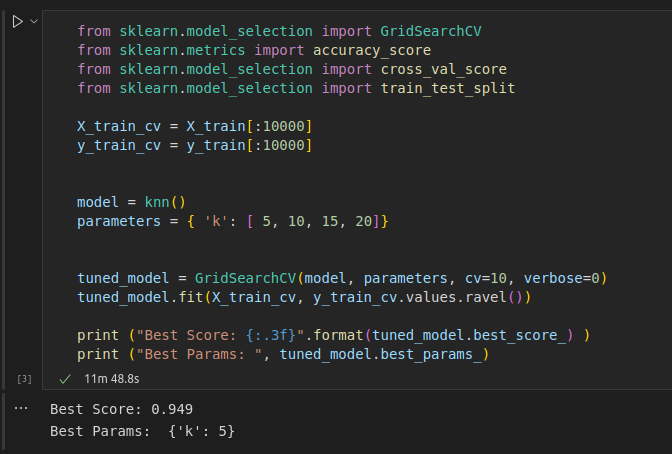 from sklearn.model_selection import GridSearchCV
from sklearn.metrics import accuracy_score
from sklearn.model_selection import cross_val_score
from sklearn.model_selection import train_test_split
X_train_cv = X_train[:10000]
y_train_cv = y_train[:10000]
model = knn()
parameters = { 'k': [ 5, 10, 15, 20]}
tuned_model = GridSearchCV(model, parameters, cv=10, verbose=0)
tuned_model.fit(X_train_cv, y_train_cv.values.ravel())
print ("Best Score: {:.3f}".format(tuned_model.best_score_) )
print ("Best Params: ", tuned_model.best_params_)
[3] 11m 48.8s
Best Score: 0.949
Best Params:  {'k': 5}